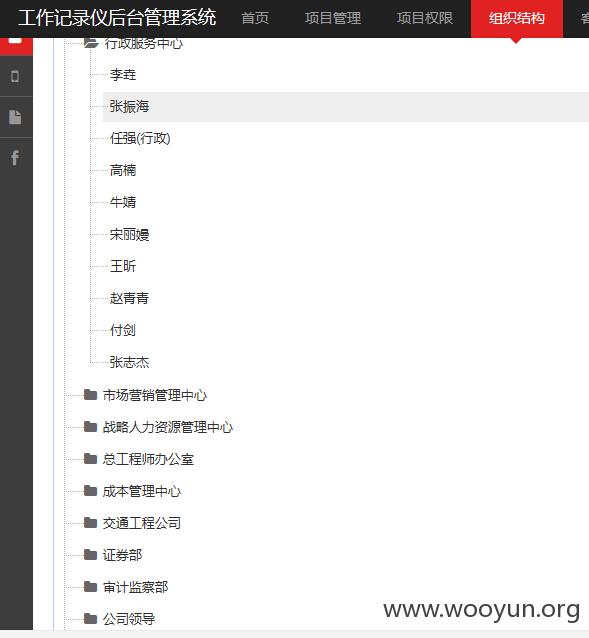 工作记录仪后台管理系统 首页 项目管理 项目权限 组织结构
行政服务中心
李垚
张振海
任强(行政)
高楠
牛婧
宋丽嫚
王昕
赵青青
付剑
张志杰
市场营销管理中心
战略人力资源管理中心
总工程师办公室
成本管理中心
交通工程公司
证券部
审计监察部
公司领导
www.wooyun.org